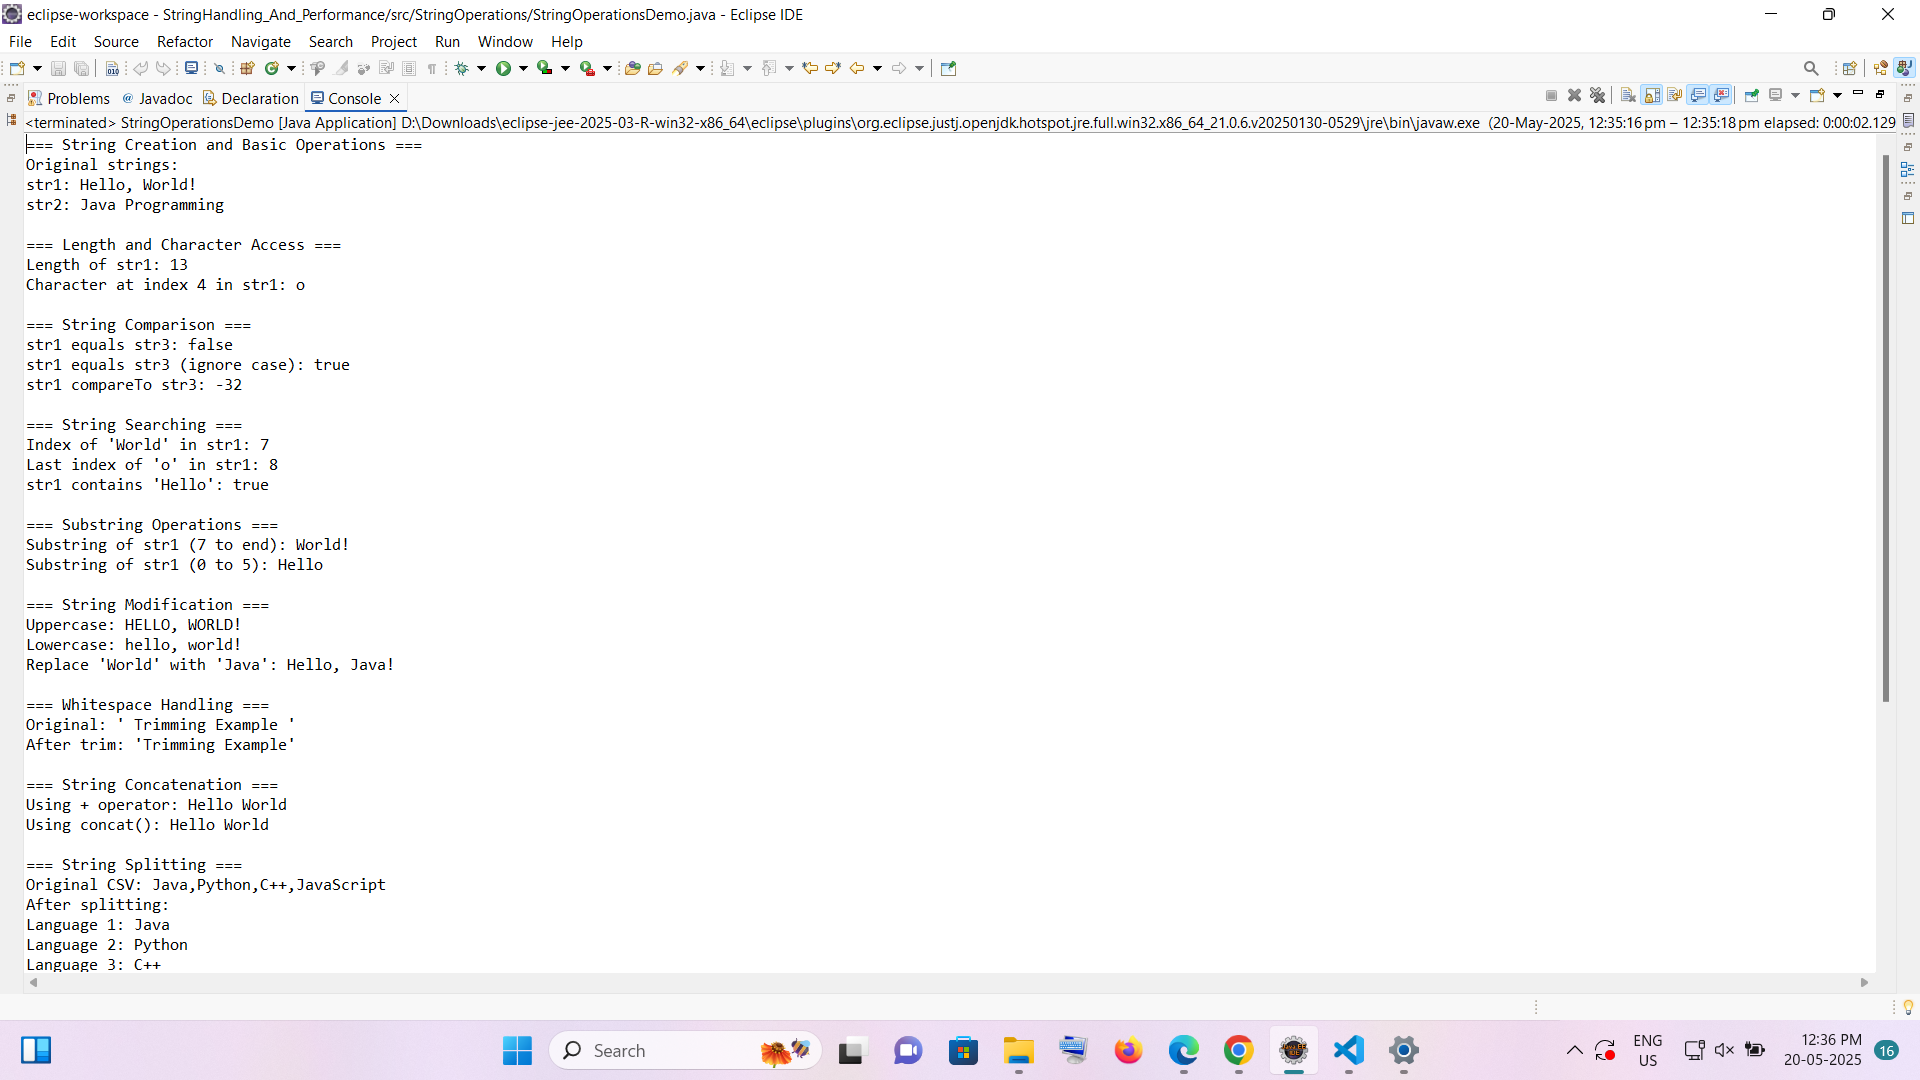 eclipse-workspace - StringHandling_And_Performance/src/StringOperations/StringOperationsDemo.java - Eclipse IDE
File Edit Source Refactor Navigate Search Project Run Window Help
Problems @ Javadoc Declaration Console
<terminated> StringOperationsDemo [Java Application] D:\Downloads\eclipse-jee-2025-03-R-win32-x86_64\eclipse\plugins\org.eclipse.justj.openjdk.hotspot.jre.full.win32.x86_64_21.0.6.v20250130-0529\jre\bin\javaw.exe (20-May-2025, 12:35:16 pm – 12:35:18 pm elapsed: 0:00:02.129
=== String Creation and Basic Operations ===
Original strings:
str1: Hello, World!
str2: Java Programming
=== Length and Character Access ===
Length of str1: 13
Character at index 4 in str1: o
=== String Comparison ===
str1 equals str3: false
str1 equals str3 (ignore case): true
str1 compareTo str3: -32
=== String Searching ===
Index of 'World' in str1: 7
Last index of 'o' in str1: 8
str1 contains 'Hello': true
=== Substring Operations ===
Substring of str1 (7 to end): World!
Substring of str1 (0 to 5): Hello
=== String Modification ===
Uppercase: HELLO, WORLD!
Lowercase: hello, world!
Replace 'World' with 'Java': Hello, Java!
=== Whitespace Handling ===
Original: ' Trimming Example '
After trim: 'Trimming Example'
=== String Concatenation ===
Using + operator: Hello World
Using concat(): Hello World
=== String Splitting ===
Original CSV: Java,Python,C++,JavaScript
After splitting:
Language 1: Java
Language 2: Python
Language 3: C++
Search
ENG
US
12:36 PM
20-05-2025
16